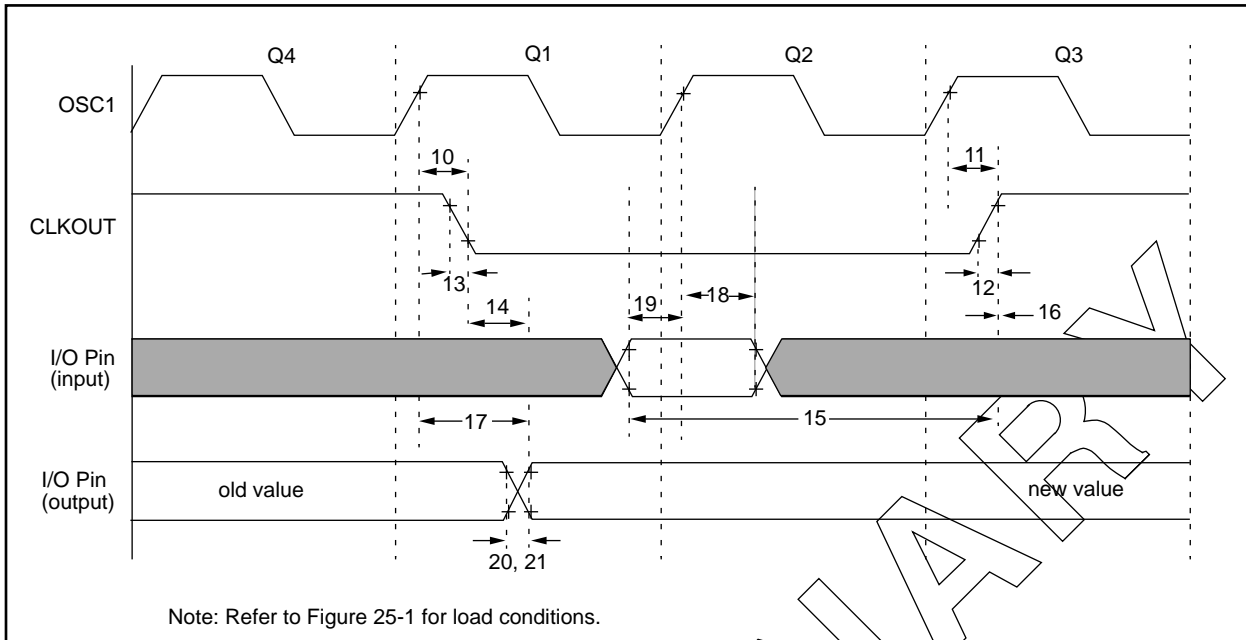 Q4 Q1 Q2 Q3
OSC1
10 11
CLKOUT
13 12
14 19 18 16
I/O Pin
(input)
17 15
I/O Pin
(output)
old value new value
20, 21
Note: Refer to Figure 25-1 for load conditions.
IARY